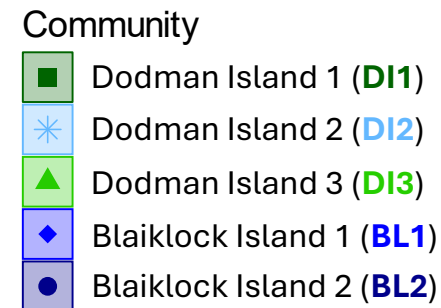 Community
Dodman Island 1 (DI1)
Dodman Island 2 (DI2)
Dodman Island 3 (DI3)
Blaiklock Island 1 (BL1)
Blaiklock Island 2 (BL2)